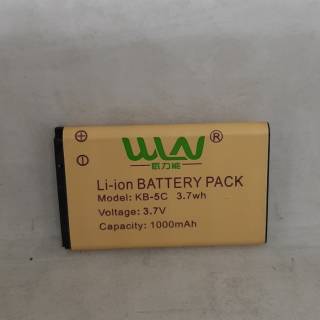 WLN®
Li-ion BATTERY PACK
Model: KB-5C 3.7wh
Voltage: 3.7V
Capacity: 1000mAh